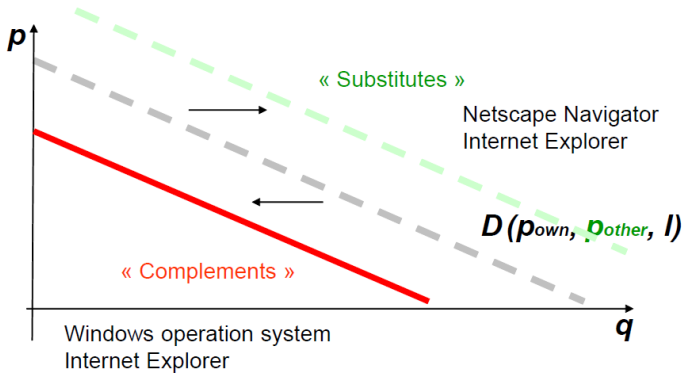 p
« Substitutes »
Netscape Navigator
Internet Explorer
D(pown, pother, I)
« Complements »
q
Windows operation system
Internet Explorer